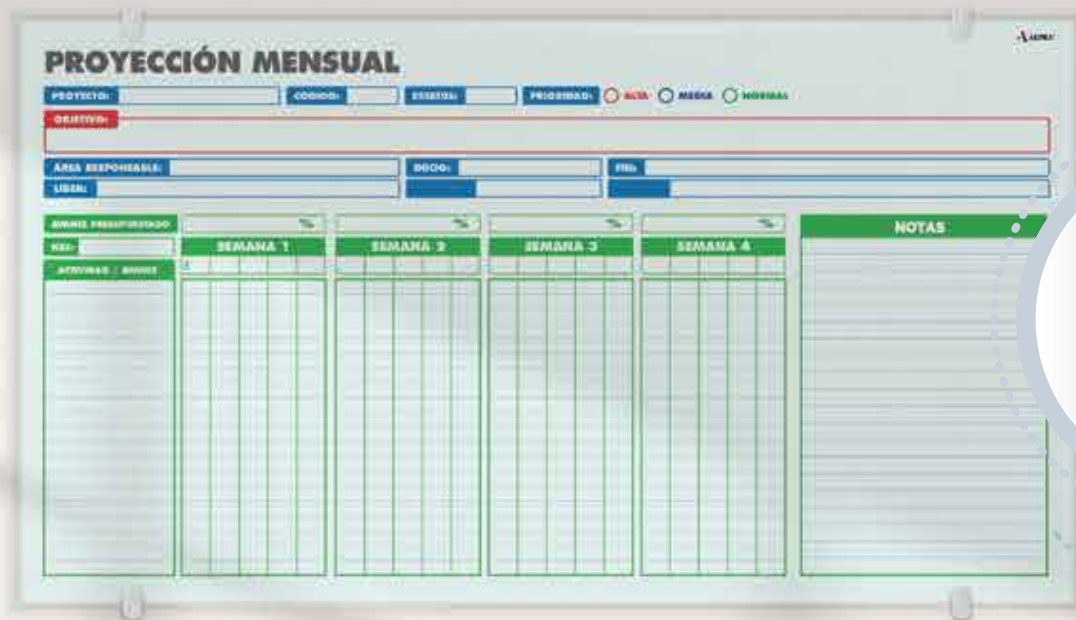 PROYECCIÓN MENSUAL
PROYECTO: CÓDIGO: ESTATUS: PRIORIDAD: ALTA MEDIA NORMAL
OBJETIVO:
ÁREA RESPONSABLE: INICIO: FIN:
LÍDER:
AVANCE PRESUPUESTADO % % % %
MES: SEMANA 1 SEMANA 2 SEMANA 3 SEMANA 4 NOTAS
ACTIVIDAD / AVANCE